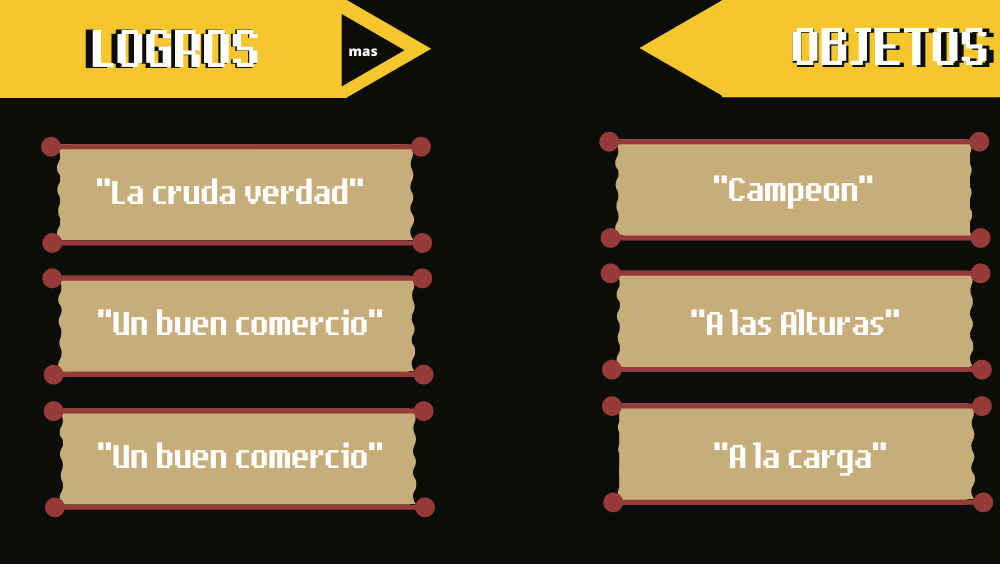 LOGROS
mas
"La cruda verdad"
"Un buen comercio"
"Un buen comercio"
OBJETOS
"Campeon"
"A las Alturas"
"A la carga"